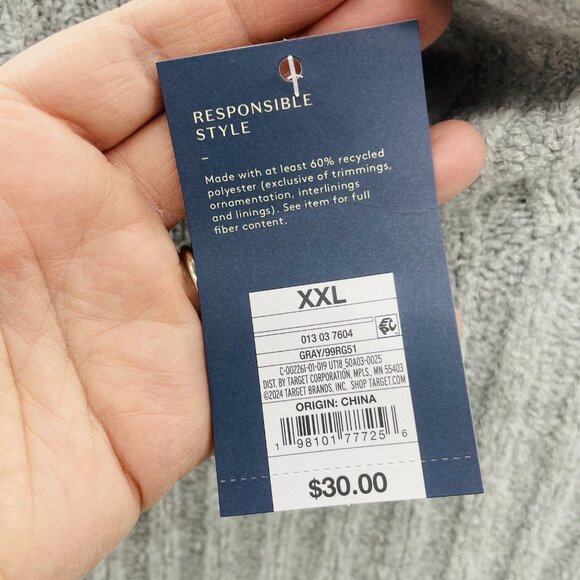 RESPONSIBLE
STYLE
–
Made with at least 60% recycled
polyester (exclusive of trimmings,
ornamentation, interlinings
and linings). See item for full
fiber content.
XXL
013 03 7604
GRAY/99RG51
C-002261-01-019 UT18_50A03-0025
DIST. BY TARGET CORPORATION, MPLS., MN 55403
©2024 TARGET BRANDS, INC. SHOP TARGET.COM
ORIGIN: CHINA
1 98101 77725 6
$30.00